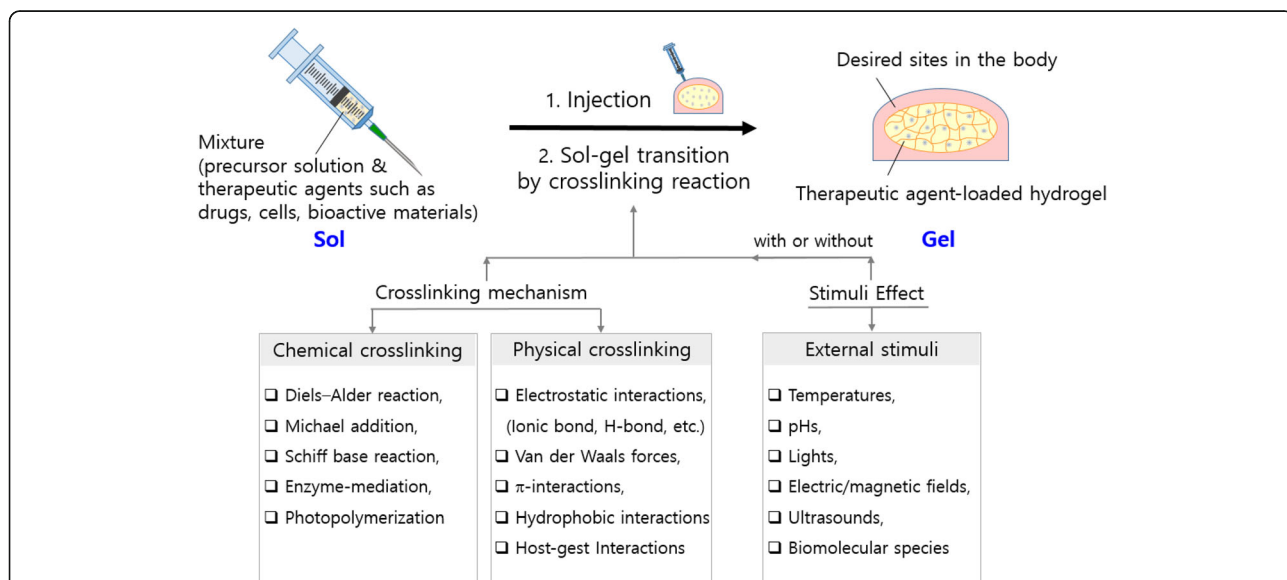 1. Injection
2. Sol-gel transition
by crosslinking reaction
Mixture
(precursor solution &
therapeutic agents such as
drugs, cells, bioactive materials)
Sol
Desired sites in the body
Therapeutic agent-loaded hydrogel
Gel
with or without
Crosslinking mechanism
Stimuli Effect
Chemical crosslinking
❑ Diels–Alder reaction,
❑ Michael addition,
❑ Schiff base reaction,
❑ Enzyme-mediation,
❑ Photopolymerization
Physical crosslinking
❑ Electrostatic interactions,
(Ionic bond, H-bond, etc.)
❑ Van der Waals forces,
❑ π-interactions,
❑ Hydrophobic interactions
❑ Host-gest Interactions
External stimuli
❑ Temperatures,
❑ pHs,
❑ Lights,
❑ Electric/magnetic fields,
❑ Ultrasounds,
❑ Biomolecular species